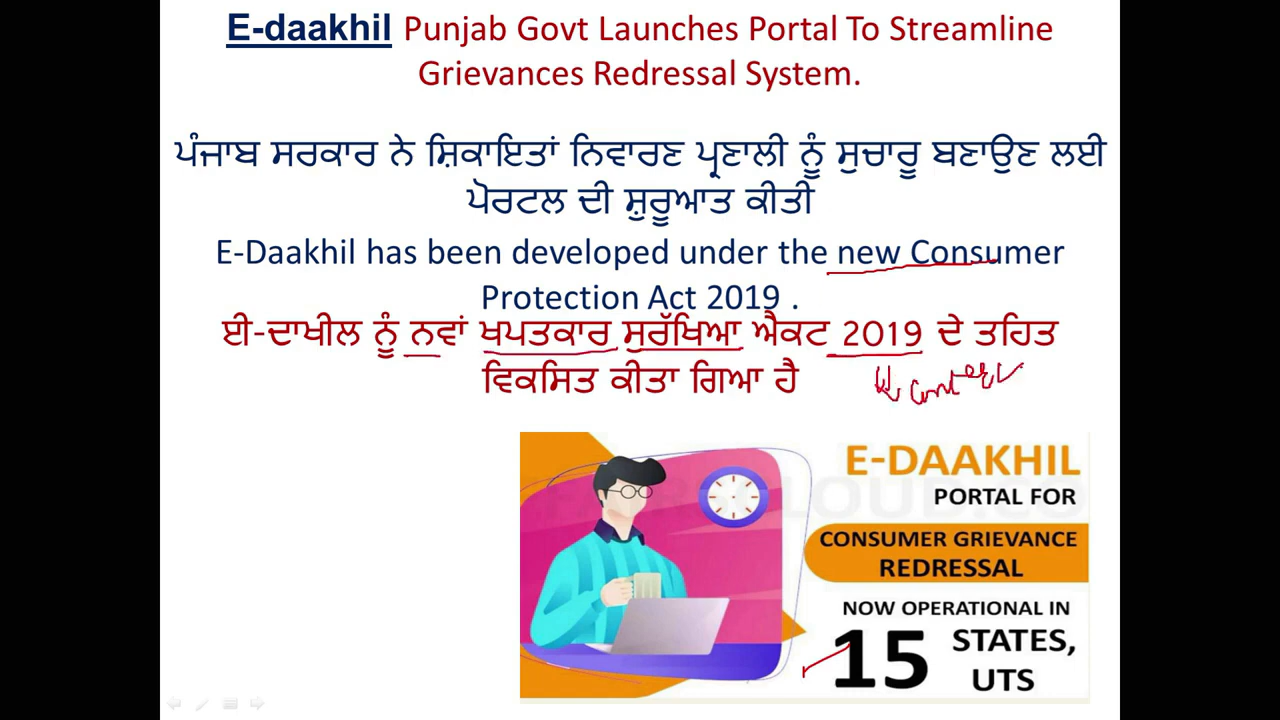 E-daakhil Punjab Govt Launches Portal To Streamline
Grievances Redressal System.
ਪੰਜਾਬ ਸਰਕਾਰ ਨੇ ਸ਼ਿਕਾਇਤਾਂ ਨਿਵਾਰਣ ਪ੍ਰਣਾਲੀ ਨੂੰ ਸੁਚਾਰੂ ਬਣਾਉਣ ਲਈ
ਪੋਰਟਲ ਦੀ ਸ਼ੁਰੂਆਤ ਕੀਤੀ
E-Daakhil has been developed under the new Consumer
Protection Act 2019 .
ਈ-ਦਾਖੀਲ ਨੂੰ ਨਵਾਂ ਖਪਤਕਾਰ ਸੁਰੱਖਿਆ ਐਕਟ 2019 ਦੇ ਤਹਿਤ
ਵਿਕਸਿਤ ਕੀਤਾ ਗਿਆ ਹੈ
E-DAAKHIL
PORTAL FOR
CONSUMER GRIEVANCE
REDRESSAL
NOW OPERATIONAL IN
15 STATES,
UTS